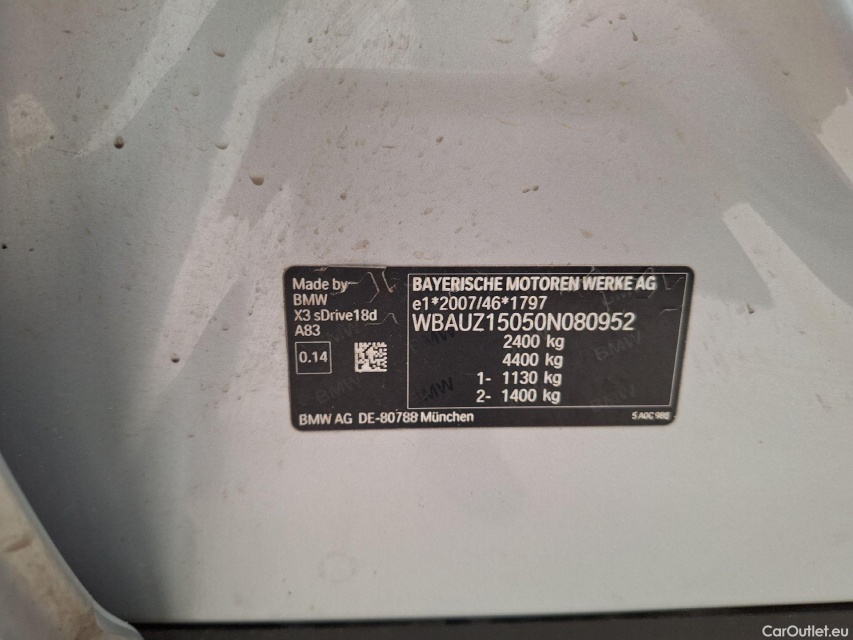 Made by
BMW
X3 sDrive18d
A83
0.14
BAYERISCHE MOTOREN WERKE AG
e1*2007/46*1797
WBAUZ15050N080952
2400 kg
4400 kg
1- 1130 kg
2- 1400 kg
BMW AG DE-80788 München
CarOutlet.eu